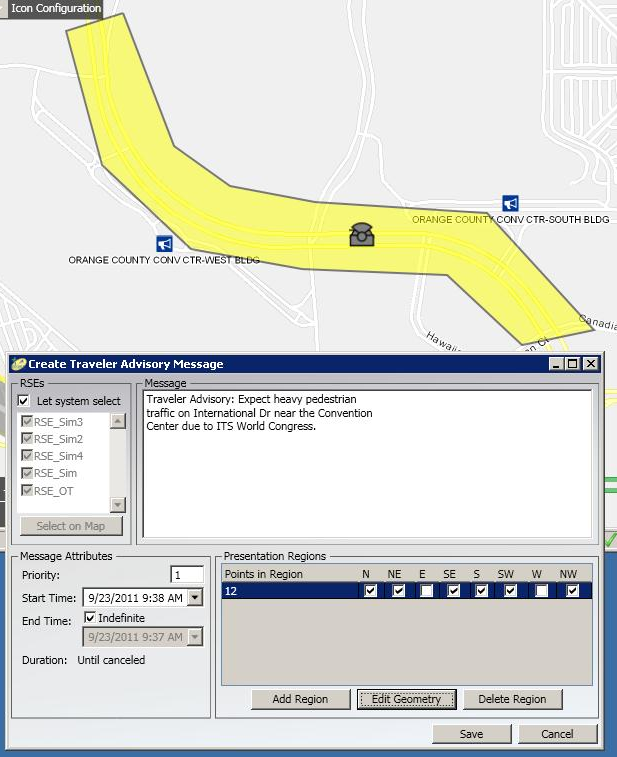 Icon Configuration
ORANGE COUNTY CONV CTR-SOUTH BLDG
ORANGE COUNTY CONV CTR-WEST BLDG
Canadia
Hawaii
n Ct
Create Traveler Advisory Message
RSEs
Let system select
RSE_Sim3
RSE_Sim2
RSE_Sim4
RSE_Sim
RSE_OT
Select on Map
Message
Traveler Advisory: Expect heavy pedestrian
traffic on International Dr near the Convention
Center due to ITS World Congress.
Message Attributes
Priority: 1
Start Time: 9/23/2011 9:38 AM
End Time: Indefinite
9/23/2011 9:37 AM
Duration: Until canceled
Presentation Regions
Points in Region N NE E SE S SW W NW
12
Add Region Edit Geometry Delete Region
Save Cancel